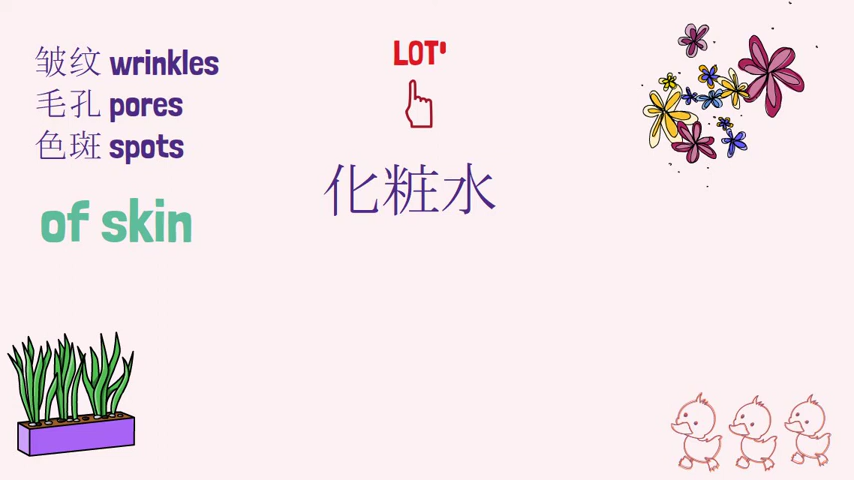 皱纹 wrinkles
毛孔 pores
色斑 spots
of skin
LOT'
化粧水